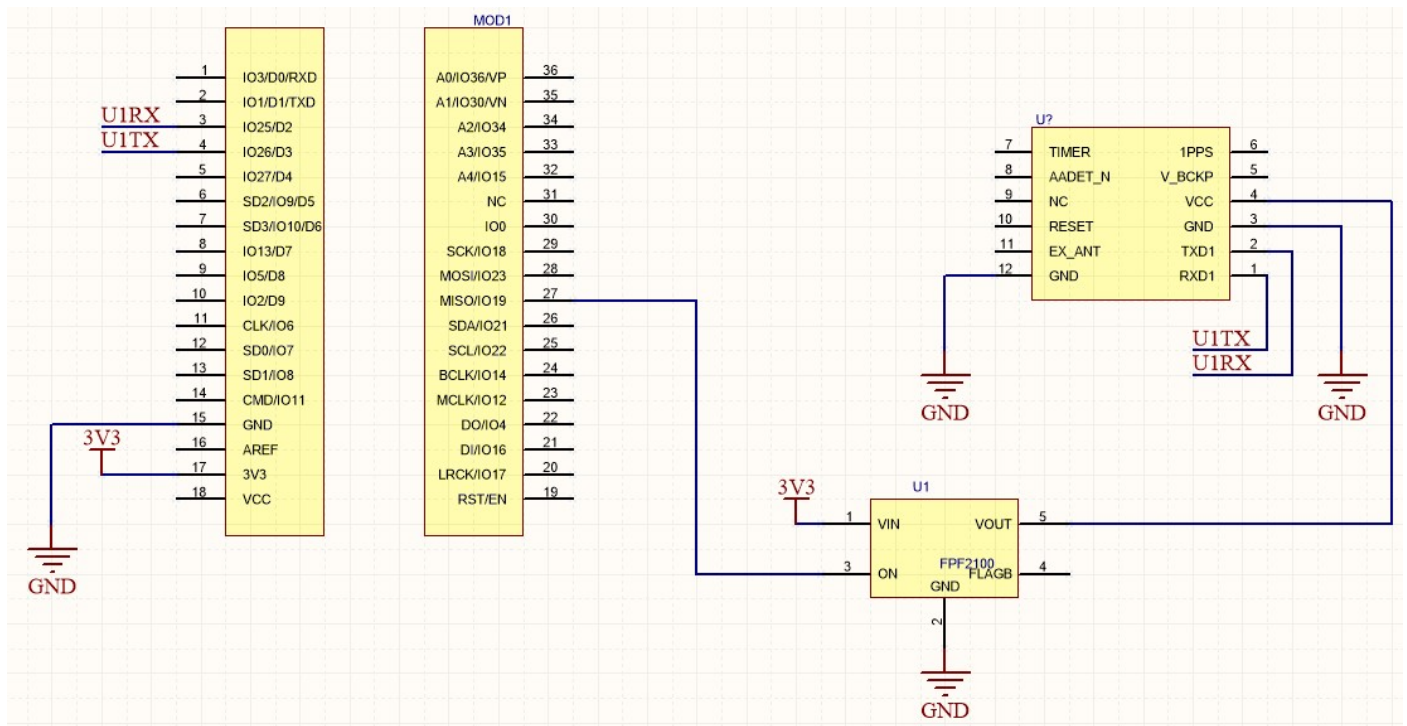 MOD1
1 IO3/D0/RXD
2 IO1/D1/TXD
U1RX 3 IO25/D2
U1TX 4 IO26/D3
5 IO27/D4
6 SD2/IO9/D5
7 SD3/IO10/D6
8 IO13/D7
9 IO5/D8
10 IO2/D9
11 CLK/IO6
12 SD0/IO7
13 SD1/IO8
14 CMD/IO11
15 GND
16 AREF
3V3
17 3V3
18 VCC
GND
A0/IO36/VP 36
A1/IO30/VN 35
A2/IO34 34
A3/IO35 33
A4/IO15 32
NC 31
IO0 30
SCK/IO18 29
MOSI/IO23 28
MISO/IO19 27
SDA/IO21 26
SCL/IO22 25
BCLK/IO14 24
MCLK/IO12 23
DO/IO4 22
DI/IO16 21
LRCK/IO17 20
RST/EN 19
U?
7 TIMER 1PPS 6
8 AADET_N V_BCKP 5
9 NC VCC 4
10 RESET GND 3
11 EX_ANT TXD1 2
12 GND RXD1 1
U1TX
U1RX
GND
GND
3V3
U1
1 VIN VOUT 5
FPF2100
3 ON FLAGB 4
GND
2
GND